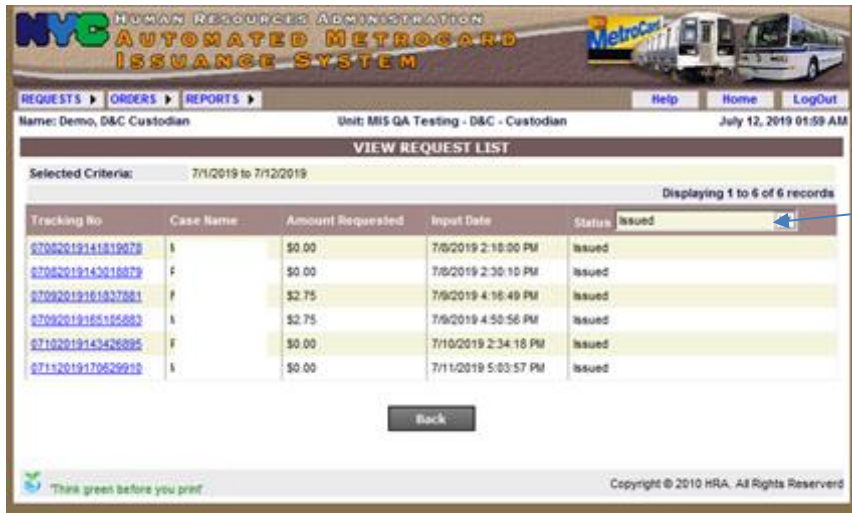 NYC HUMAN RESOURCES ADMINISTRATION
AUTOMATED METROCARD
ISSUANCE SYSTEM
MetroCard
REQUESTS ORDERS REPORTS Help Home LogOut
Name: Demo, D&C Custodian Unit: MIS QA Testing - D&C - Custodian July 12, 2019 01:59 AM
VIEW REQUEST LIST
Selected Criteria: 7/1/2019 to 7/12/2019
Displaying 1 to 6 of 6 records
Tracking No Case Name Amount Requested Input Date Status Issued
07082019141819878 $0.00 7/8/2019 2:18:00 PM Issued
07082019143018879 $0.00 7/8/2019 2:30:10 PM Issued
07092019161837881 $2.75 7/9/2019 4:16:49 PM Issued
07092019165105883 $2.75 7/9/2019 4:50:56 PM Issued
07102019143426895 F $0.00 7/10/2019 2:34:18 PM Issued
07112019170629910 $0.00 7/11/2019 5:03:57 PM Issued
Back
'Think green before you print' Copyright © 2010 HRA. All Rights Reserverd